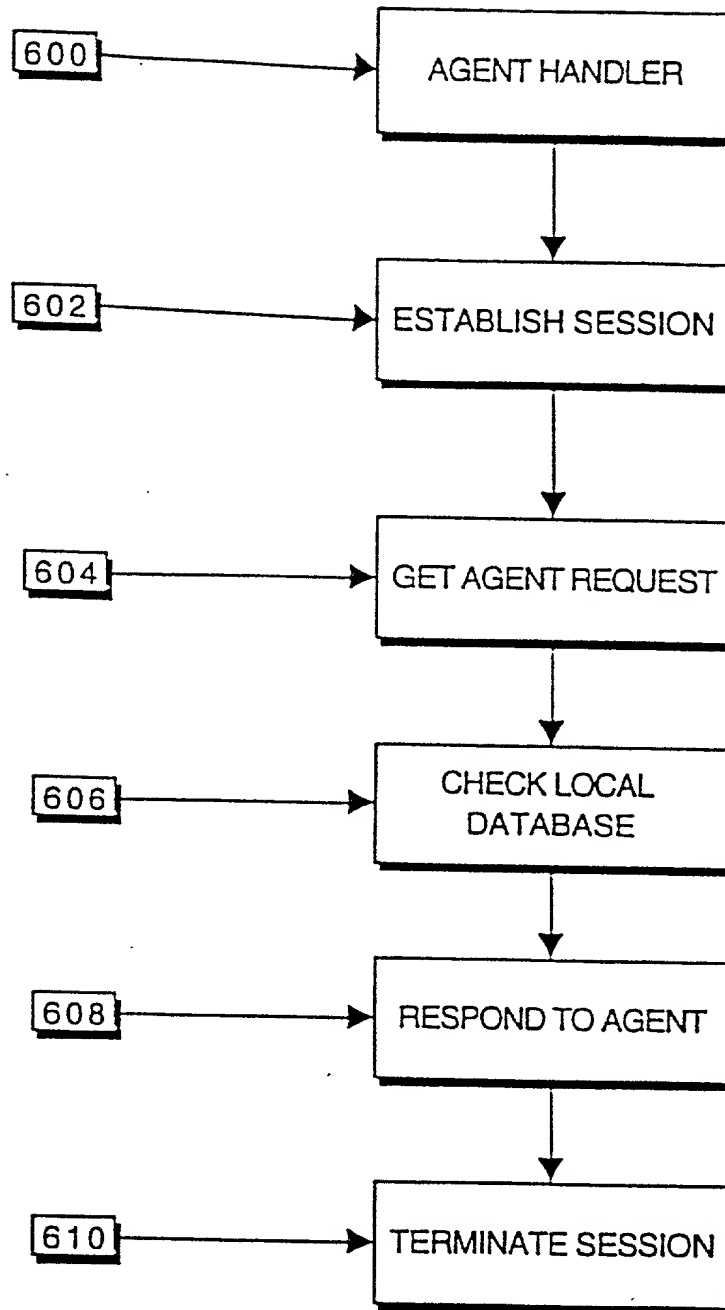 600
AGENT HANDLER
602
ESTABLISH SESSION
604
GET AGENT REQUEST
606
CHECK LOCAL
DATABASE
608
RESPOND TO AGENT
610
TERMINATE SESSION